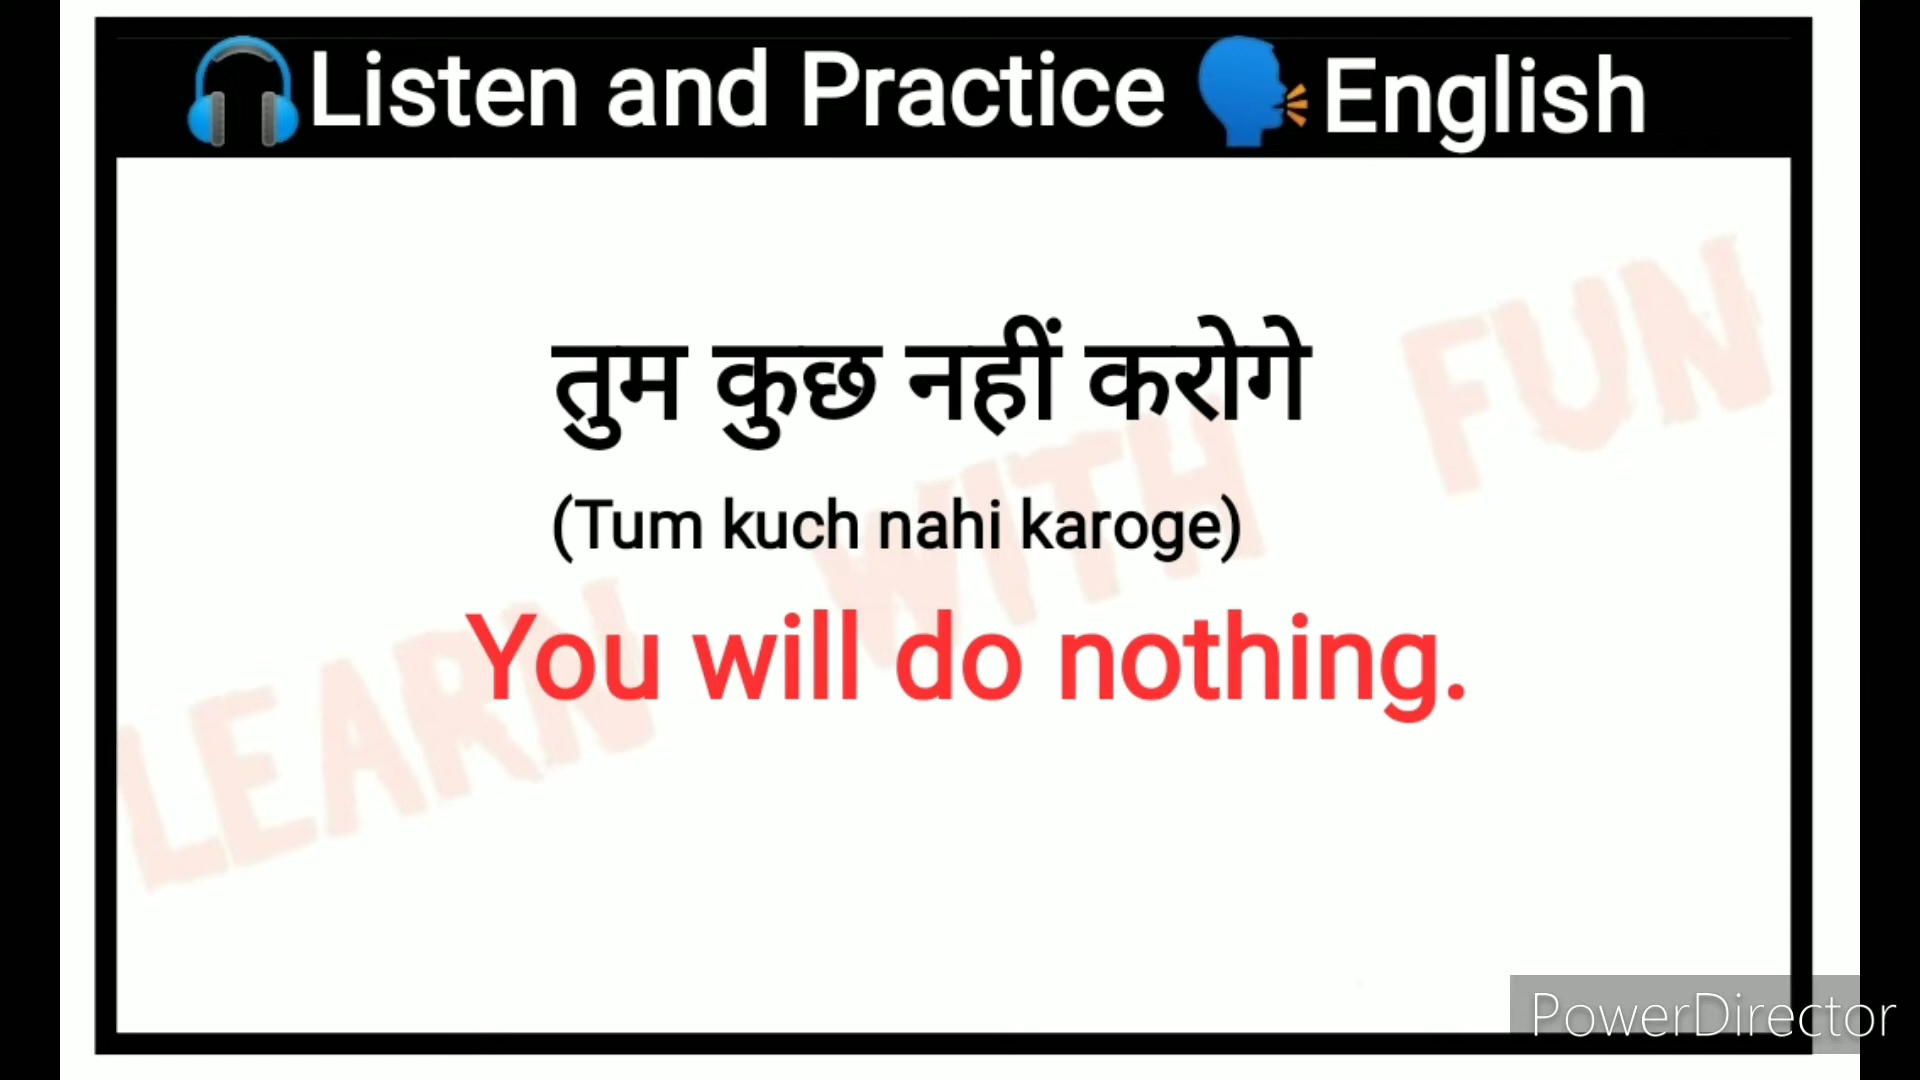 Listen and Practice English
तुम कुछ नहीं करोगे
(Tum kuch nahi karoge)
You will do nothing.
LEARN WITH FUN
PowerDirector